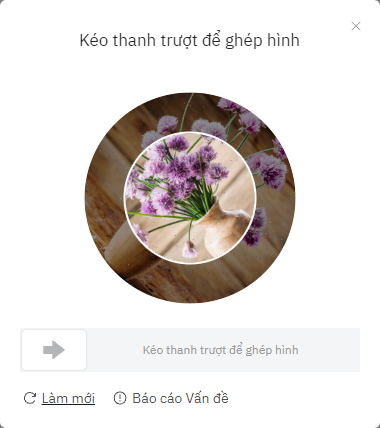 Kéo thanh trượt để ghép hình
Kéo thanh trượt để ghép hình
Làm mới
Báo cáo Vấn đề